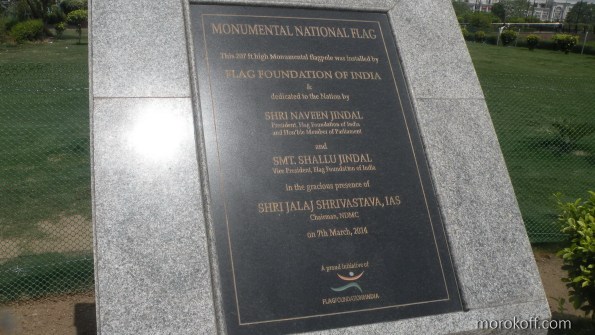 MONUMENTAL NATIONAL FLAG
This 207 ft high Monumental flagpole was installed by
FLAG FOUNDATION OF INDIA
&
dedicated to the Nation by
SHRI NAVEEN JINDAL
President, Flag Foundation of India
and Hon'ble Member of Parliament
and
SMT. SHALLU JINDAL
Vice President, Flag Foundation of India
in the gracious presence of
SHRI JALAJ SHRIVASTAVA, IAS
Chairman, NDMC
on 7th March, 2014
A grand initiative of
FLAGFOUNDATIONINDIA
morokoff.com